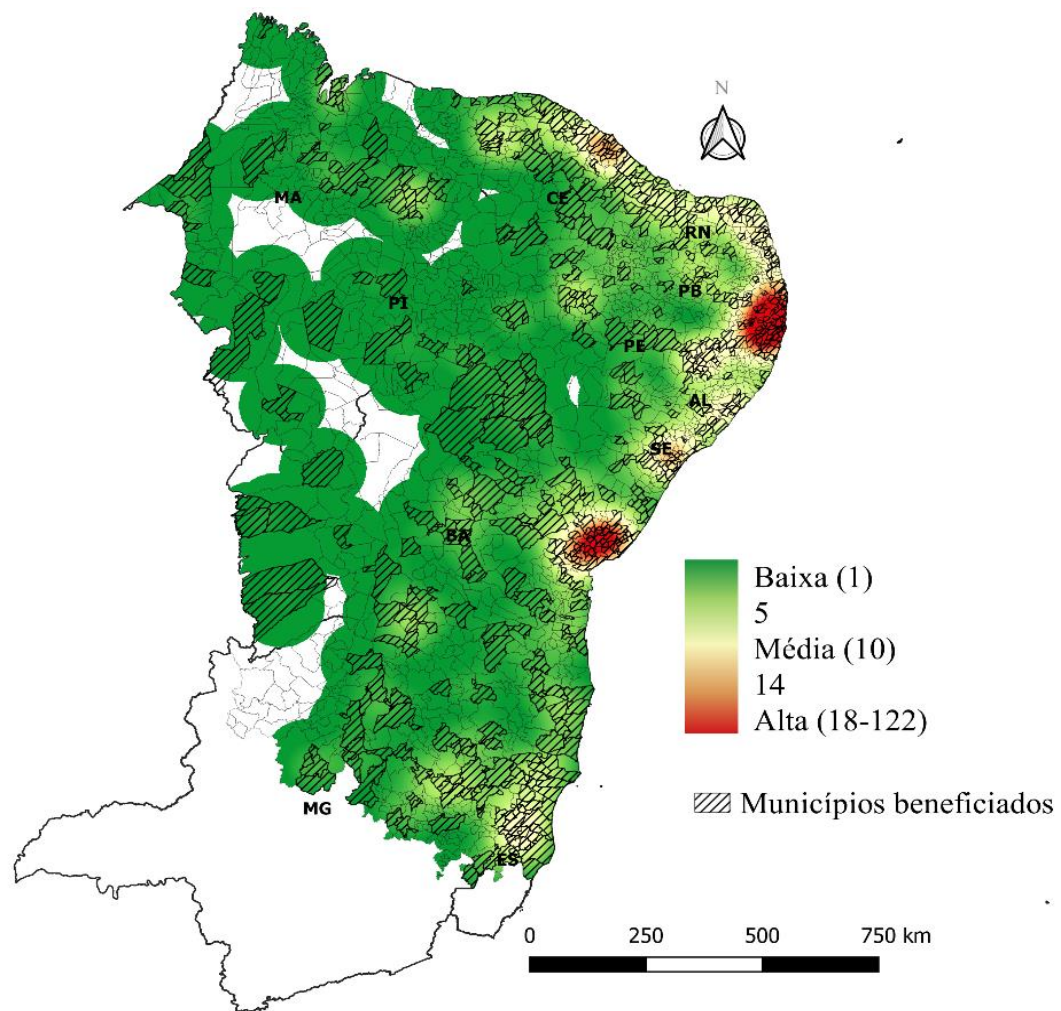 N
MA
CE
RN
PI
PB
PE
AL
SE
BA
Baixa (1)
5
Média (10)
14
Alta (18-122)
Municípios beneficiados
MG
ES
0 250 500 750 km